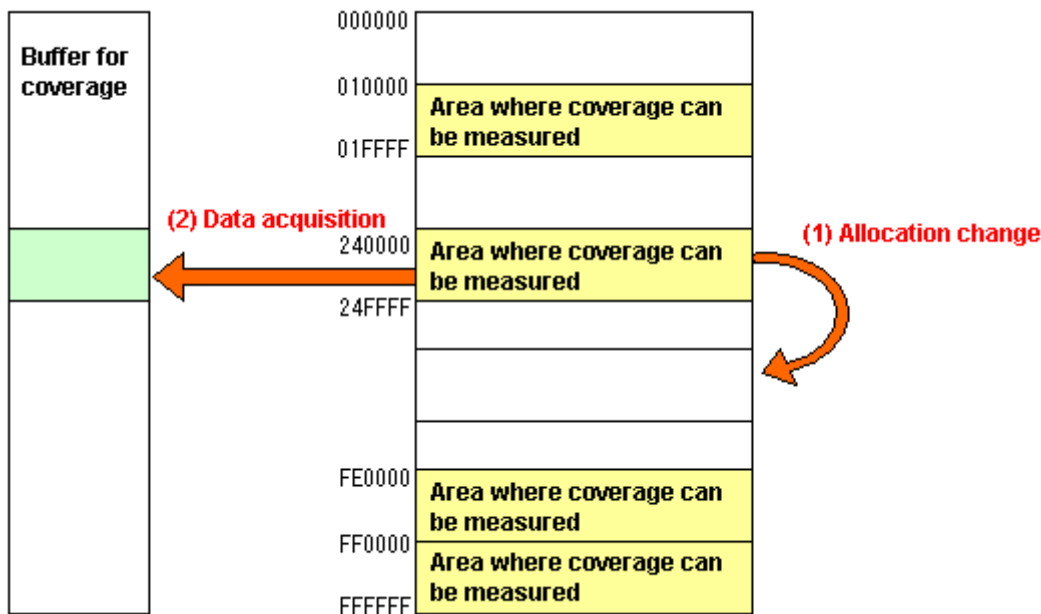 000000
Buffer for
coverage
010000
Area where coverage can
be measured
01FFFF
(2) Data acquisition
(1) Allocation change
240000
Area where coverage can
be measured
24FFFF
FE0000
Area where coverage can
be measured
FF0000
Area where coverage can
be measured
FFFFFF